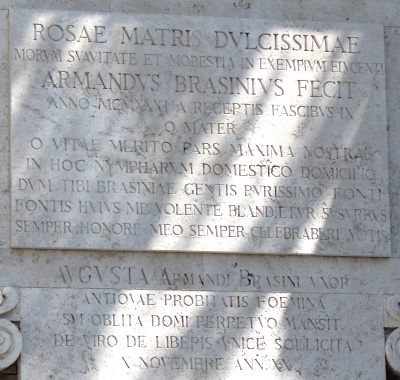 ROSAE MATRIS DVLCISSIMAE
MORVM SVAVITATE ET MODESTIA IN EXEMPIVM EIVCENTI
ARMANDVS BRASINIVS FECIT
ANNO MCMXXXI A RECEPTIS FASCIBVS IX
O MATER
O VITAE MERITO PARS MAXIMA NOSTRAE
IN HOC NYMPHARVM DOMESTICO DOMICILIO
DVM TIBI BRASINIAE GENTIS PVRISSIMO FONTI
FONTIS HVIVS ME VOLENTE BLANDIETVR SVSVRRVS
SEMPER HONORE MEO SEMPER CELEBRABERE VOTIS
AVGVSTA ARMANDI BRASINI VXOR
ANTIQVAE PROBITATIS FOEMINA
SVI OBLITA DOMI PERPETVO MANSIT
DE VIRO DE LIBERIS VNICE SOLLICITA
X NOVEMBRE ANN. XX